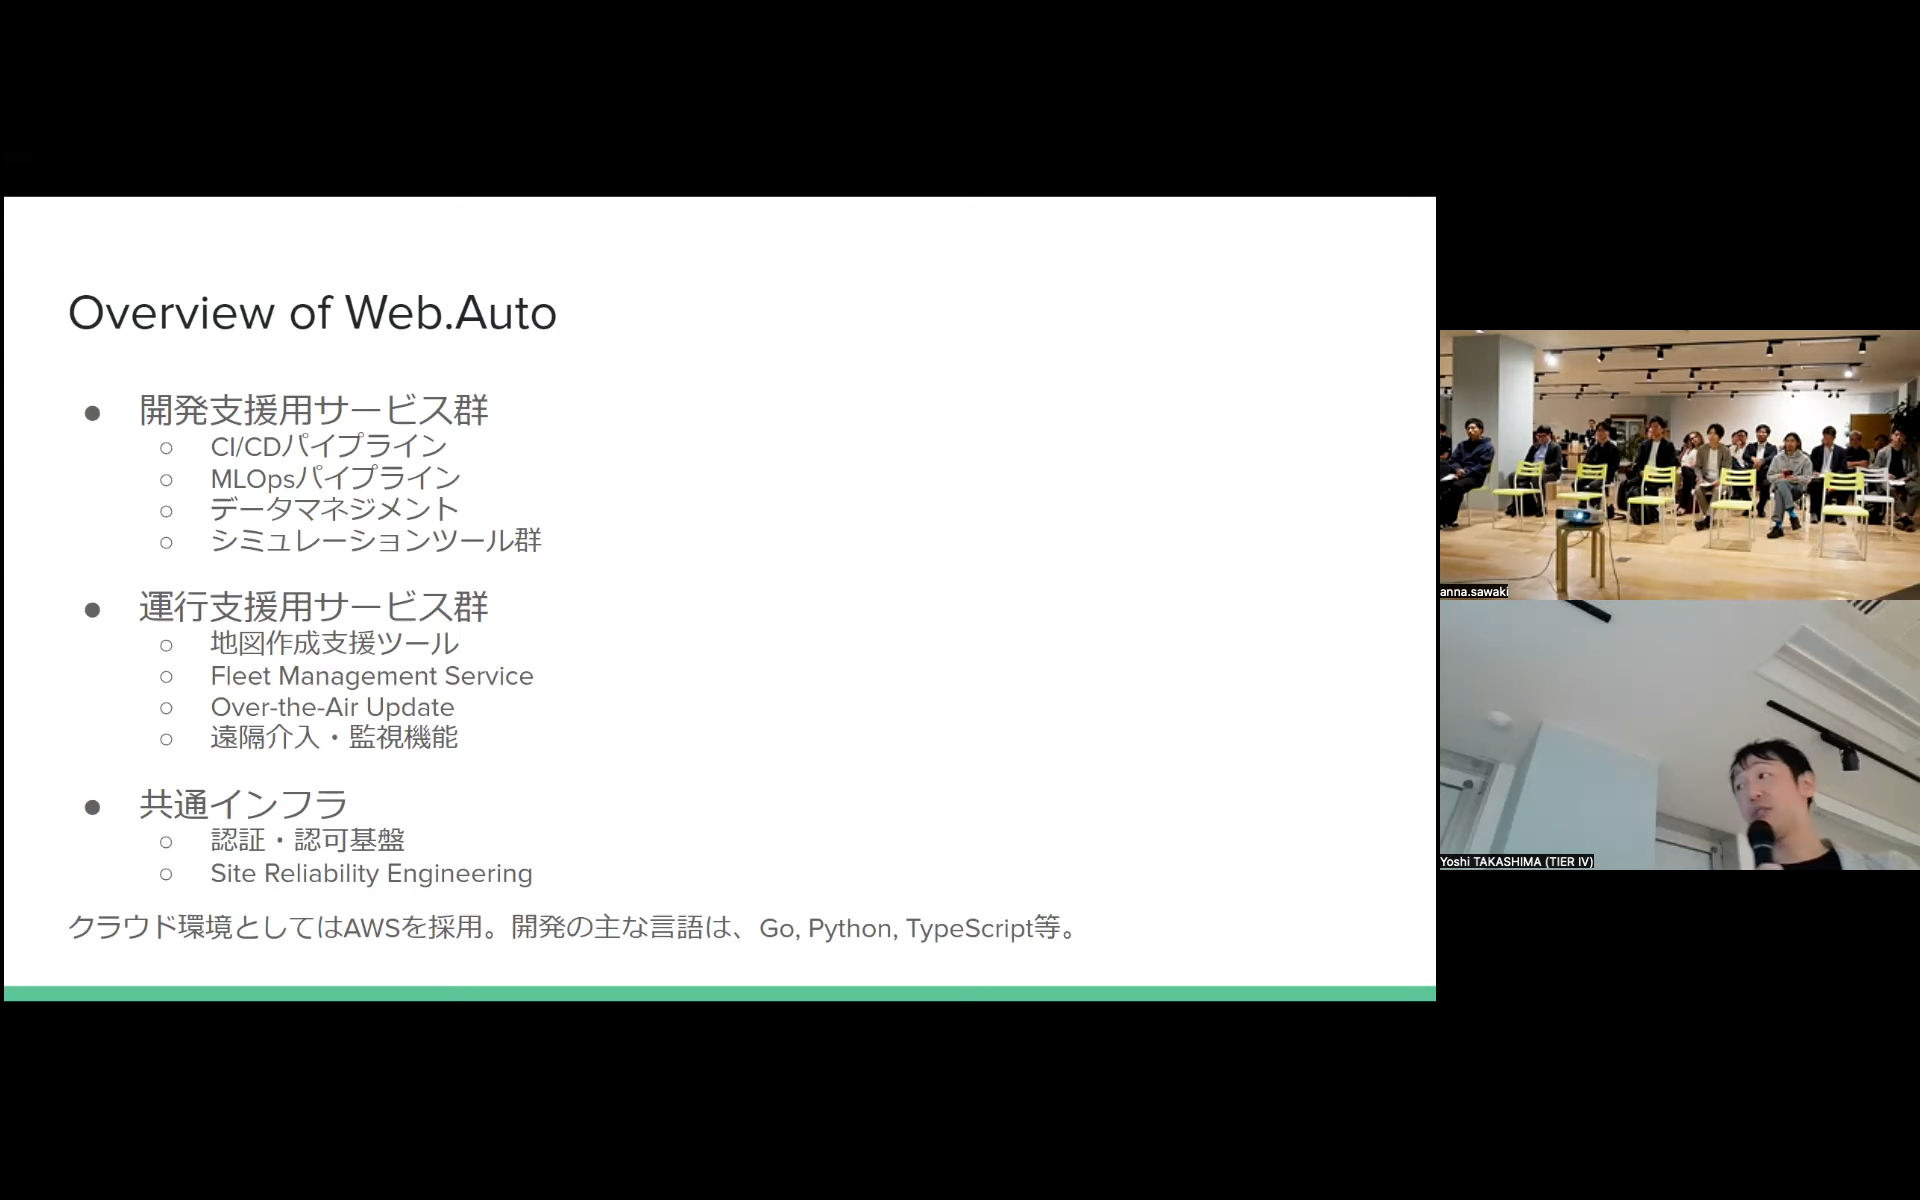 Overview of Web.Auto
● 開発支援用サービス群
○ CI/CDパイプライン
○ MLOpsパイプライン
○ データマネジメント
○ シミュレーションツール群
● 運行支援用サービス群
○ 地図作成支援ツール
○ Fleet Management Service
○ Over-the-Air Update
○ 遠隔介入・監視機能
● 共通インフラ
○ 認証・認可基盤
○ Site Reliability Engineering
クラウド環境としてはAWSを採用。開発の主な言語は、Go, Python, TypeScript等。
anna.sawaki
Yoshi TAKASHIMA (TIER IV)